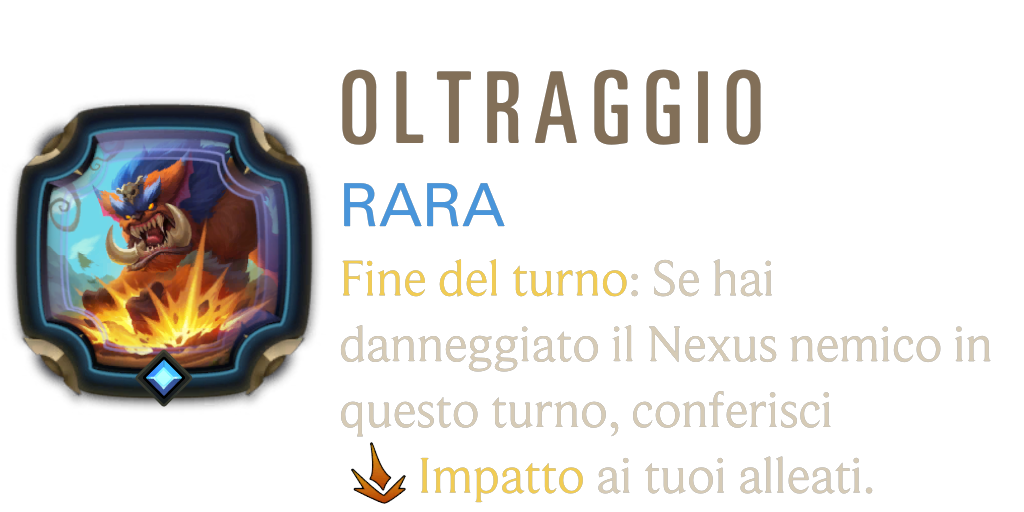 OLTRAGGIO
RARA
Fine del turno: Se hai
danneggiato il Nexus nemico in
questo turno, conferisci
Impatto ai tuoi alleati.